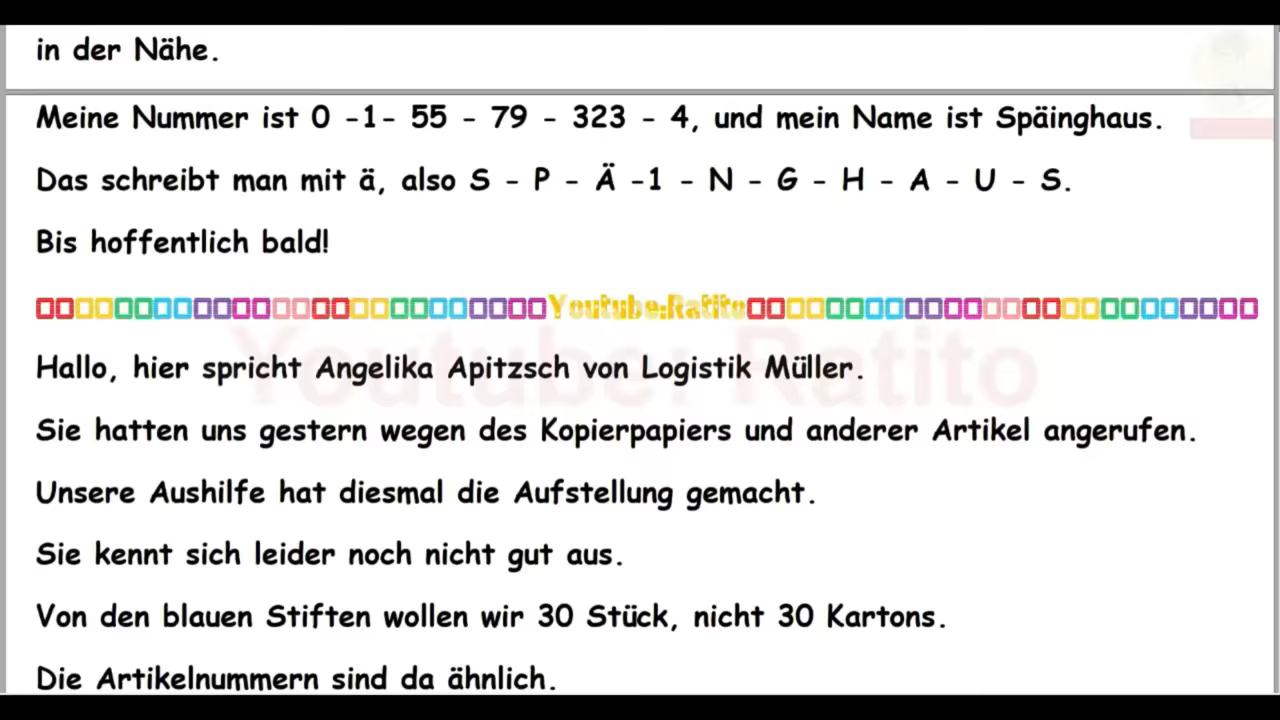 in der Nähe.
Meine Nummer ist 0 -1- 55 - 79 - 323 - 4, und mein Name ist Späinghaus.
Das schreibt man mit ä, also S - P - Ä -1 - N - G - H - A - U - S.
Bis hoffentlich bald!
Youtube:Ratito
Youtube: Ratito
Hallo, hier spricht Angelika Apitzsch von Logistik Müller.
Sie hatten uns gestern wegen des Kopierpapiers und anderer Artikel angerufen.
Unsere Aushilfe hat diesmal die Aufstellung gemacht.
Sie kennt sich leider noch nicht gut aus.
Von den blauen Stiften wollen wir 30 Stück, nicht 30 Kartons.
Die Artikelnummern sind da ähnlich.